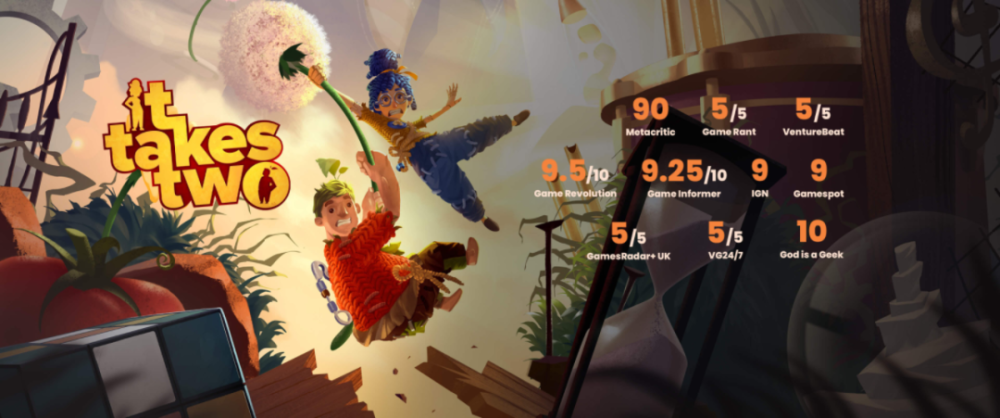 it
takes
two
90 5/5 5/5
Metacritic Game Rant VentureBeat
9.5/10 9.25/10 9 9
Game Revolution Game Informer IGN Gamespot
5/5 5/5 10
GamesRadar+ UK VG24/7 God is a Geek